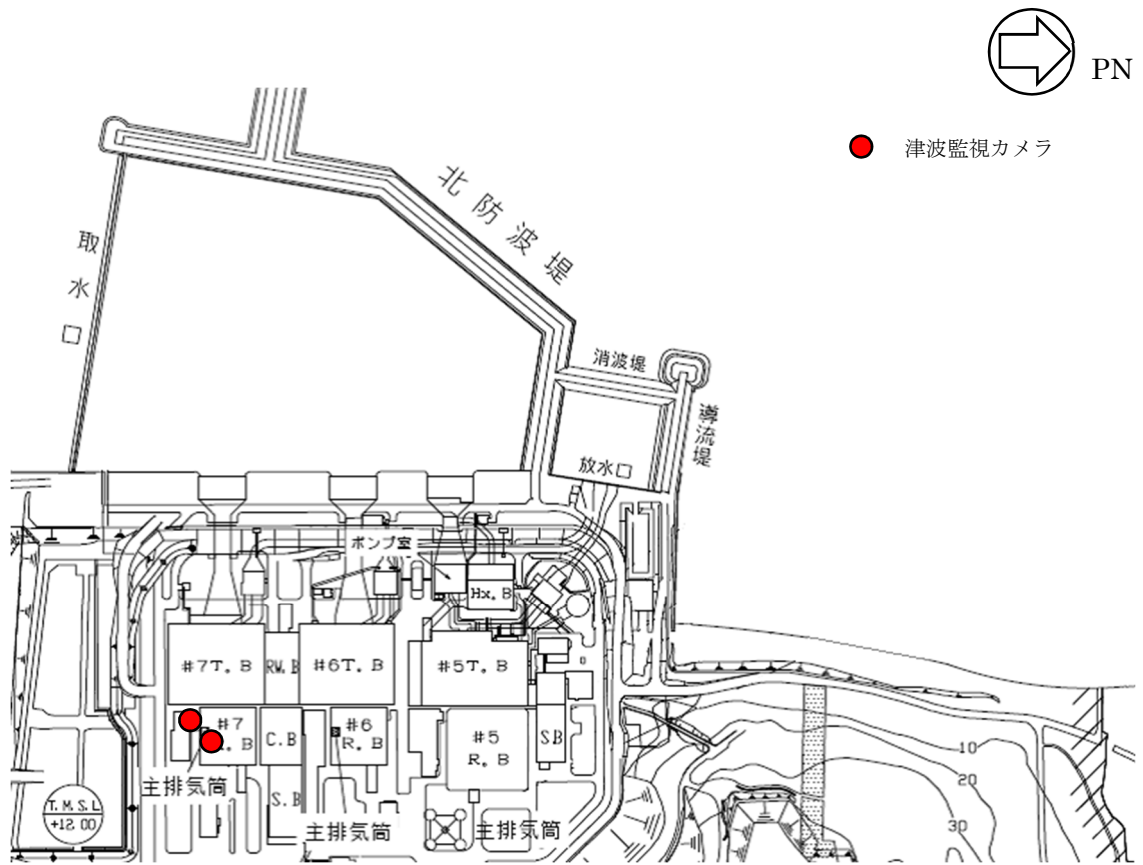 PN
津波監視カメラ
北防波堤
取水口
消波堤
導流堤
放水口
ポンプ室
Hx. B
#7T. B
RW. B
#6T. B
#5T. B
#7
R. B
C. B
#6
R. B
#5
R. B
S B
主排気筒
S. B
主排気筒
主排気筒
T. M. S. L
+12 00
10
20
30